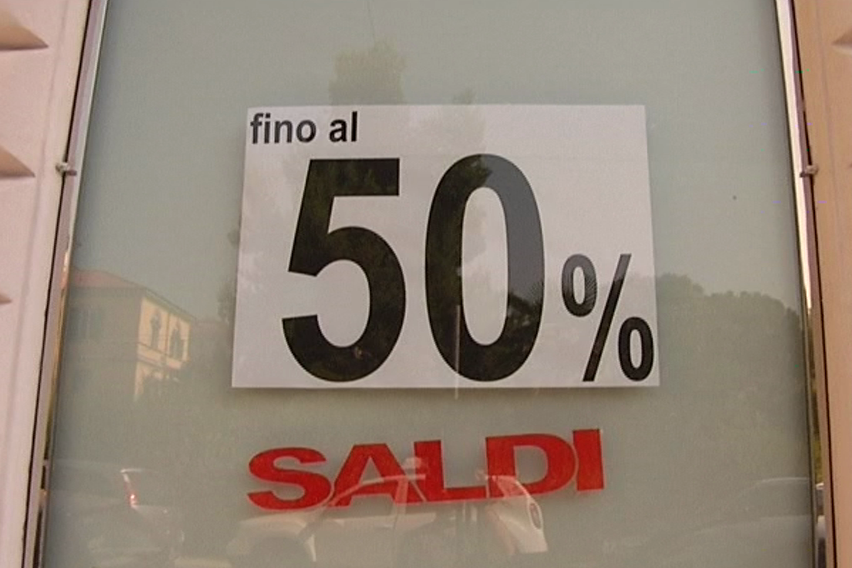 fino al
50%
SALDI